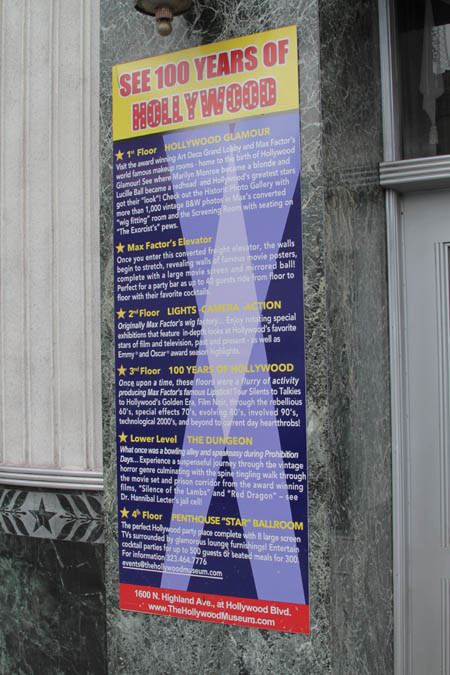 SEE 100 YEARS OF
HOLLYWOOD
★ 1st Floor HOLLYWOOD GLAMOUR
Visit the award winning Art Deco Grand Lobby and Max Factor's
world famous makeup rooms - home to the birth of Hollywood
Glamour! See where Marilyn Monroe became a blonde and
Lucille Ball became a redhead and Hollywood's greatest stars
got their "look"! Check out the Historic Photo Gallery with
more than 1,000 vintage B&W photos in Max's converted
"wig fitting" room and the Screening Room with seating on
"The Exorcist's" pews.
★ Max Factor's Elevator
Once you enter this converted freight elevator, the walls
begin to stretch, revealing walls of famous movie posters,
complete with a large movie screen and mirrored ball!
Perfect for a party bar as up to 40 guests ride from floor to
floor with their favorite cocktails.
★ 2nd Floor LIGHTS-CAMERA-ACTION
Originally Max Factor's wig factory... Enjoy rotating special
exhibitions that feature in-depth looks at Hollywood's favorite
stars of film and television, past and present - as well as
Emmy® and Oscar® award season highlights.
★ 3rd Floor 100 YEARS OF HOLLYWOOD
Once upon a time, these floors were a flurry of activity
producing Max Factor's famous Lipstick! Tour Silents to Talkies
to Hollywood's Golden Era, Film Noir, through the rebellious
60's, special effects 70's, evolving 80's, involved 90's,
technological 2000's, and beyond to current day heartthrobs!
★ Lower Level THE DUNGEON
What once was a bowling alley and speakeasy during Prohibition
Days... Experience a suspenseful journey through the vintage
horror genre culminating with the spine tingling walk through
the movie set and prison corridor from the award winning
films, "Silence of the Lambs" and "Red Dragon" – see
Dr. Hannibal Lecter's jail cell!
★ 4th Floor PENTHOUSE "STAR" BALLROOM
The perfect Hollywood party place complete with 8 large screen
TVs surrounded by glamorous lounge furnishings! Entertain
cocktail parties for up to 500 guests or seated meals for 300.
For information 323.464.7776
events@thehollywoodmuseum.com
1600 N. Highland Ave., at Hollywood Blvd.
www.TheHollywoodMuseum.com